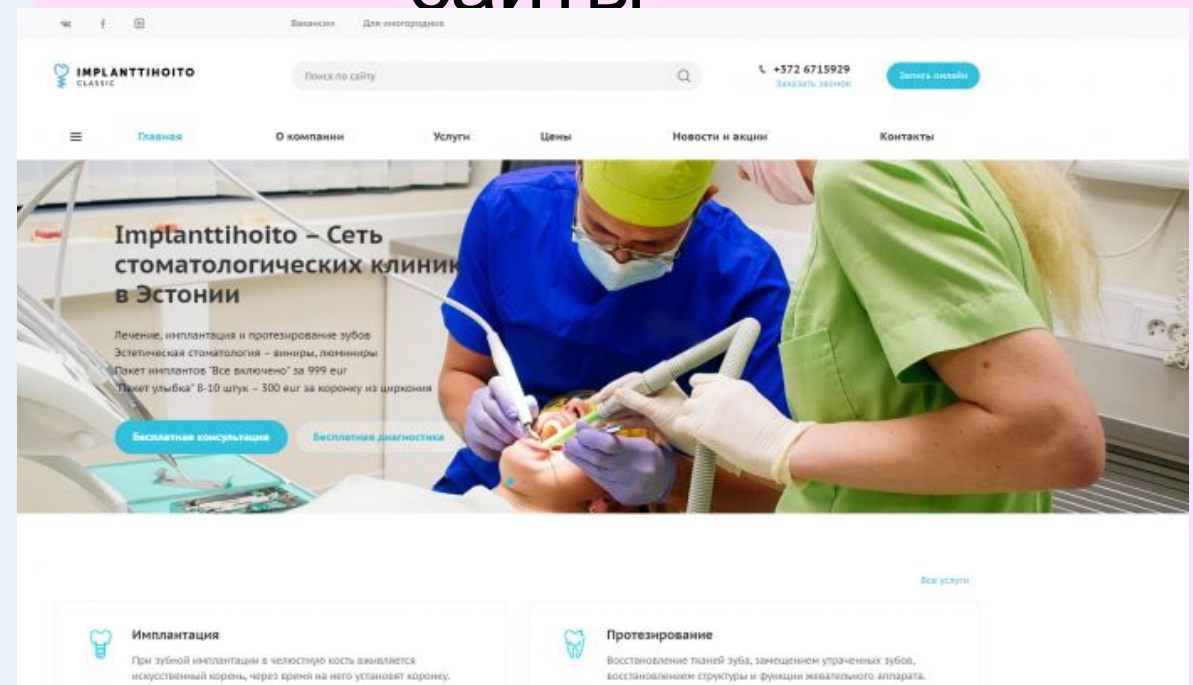 сайты
Вакансии Для иногородних
IMPLANTTIHOITO
CLASSIC
Поиск по сайту
+372 6715929
Заказать звонок
Запись онлайн
Главная О компании Услуги Цены Новости и акции Контакты
Implanttihoito – Сеть
стоматологических клиник
в Эстонии
Лечение, имплантация и протезирование зубов
Эстетическая стоматология – виниры, люминиры
Пакет имплантов "Все включено" за 999 eur
"Пакет улыбка" 8-10 штук – 300 eur за коронку из циркония
Бесплатная консультация Бесплатная диагностика
Все услуги
Имплантация
При зубной имплантации в челюстную кость вживляется
искусственный корень, через время на него установят коронку.
Протезирование
Восстановление тканей зуба, замещением утраченных зубов,
восстановлением структуры и функции жевательного аппарата.